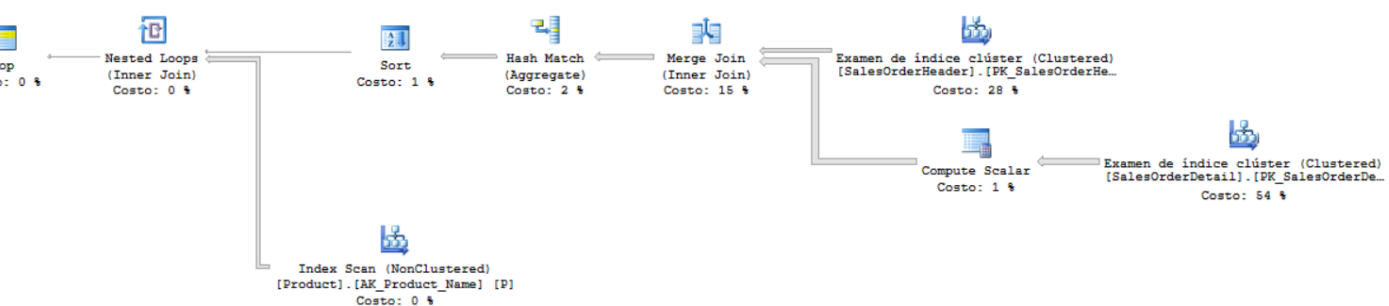 op
: 0 %
Nested Loops
(Inner Join)
Costo: 0 %
Sort
Costo: 1 %
Hash Match
(Aggregate)
Costo: 2 %
Merge Join
(Inner Join)
Costo: 15 %
Examen de índice clúster (Clustered)
[SalesOrderHeader].[PK_SalesOrderHe…
Costo: 28 %
Compute Scalar
Costo: 1 %
Examen de índice clúster (Clustered)
[SalesOrderDetail].[PK_SalesOrderDe…
Costo: 54 %
Index Scan (NonClustered)
[Product].[AK_Product_Name] [P]
Costo: 0 %